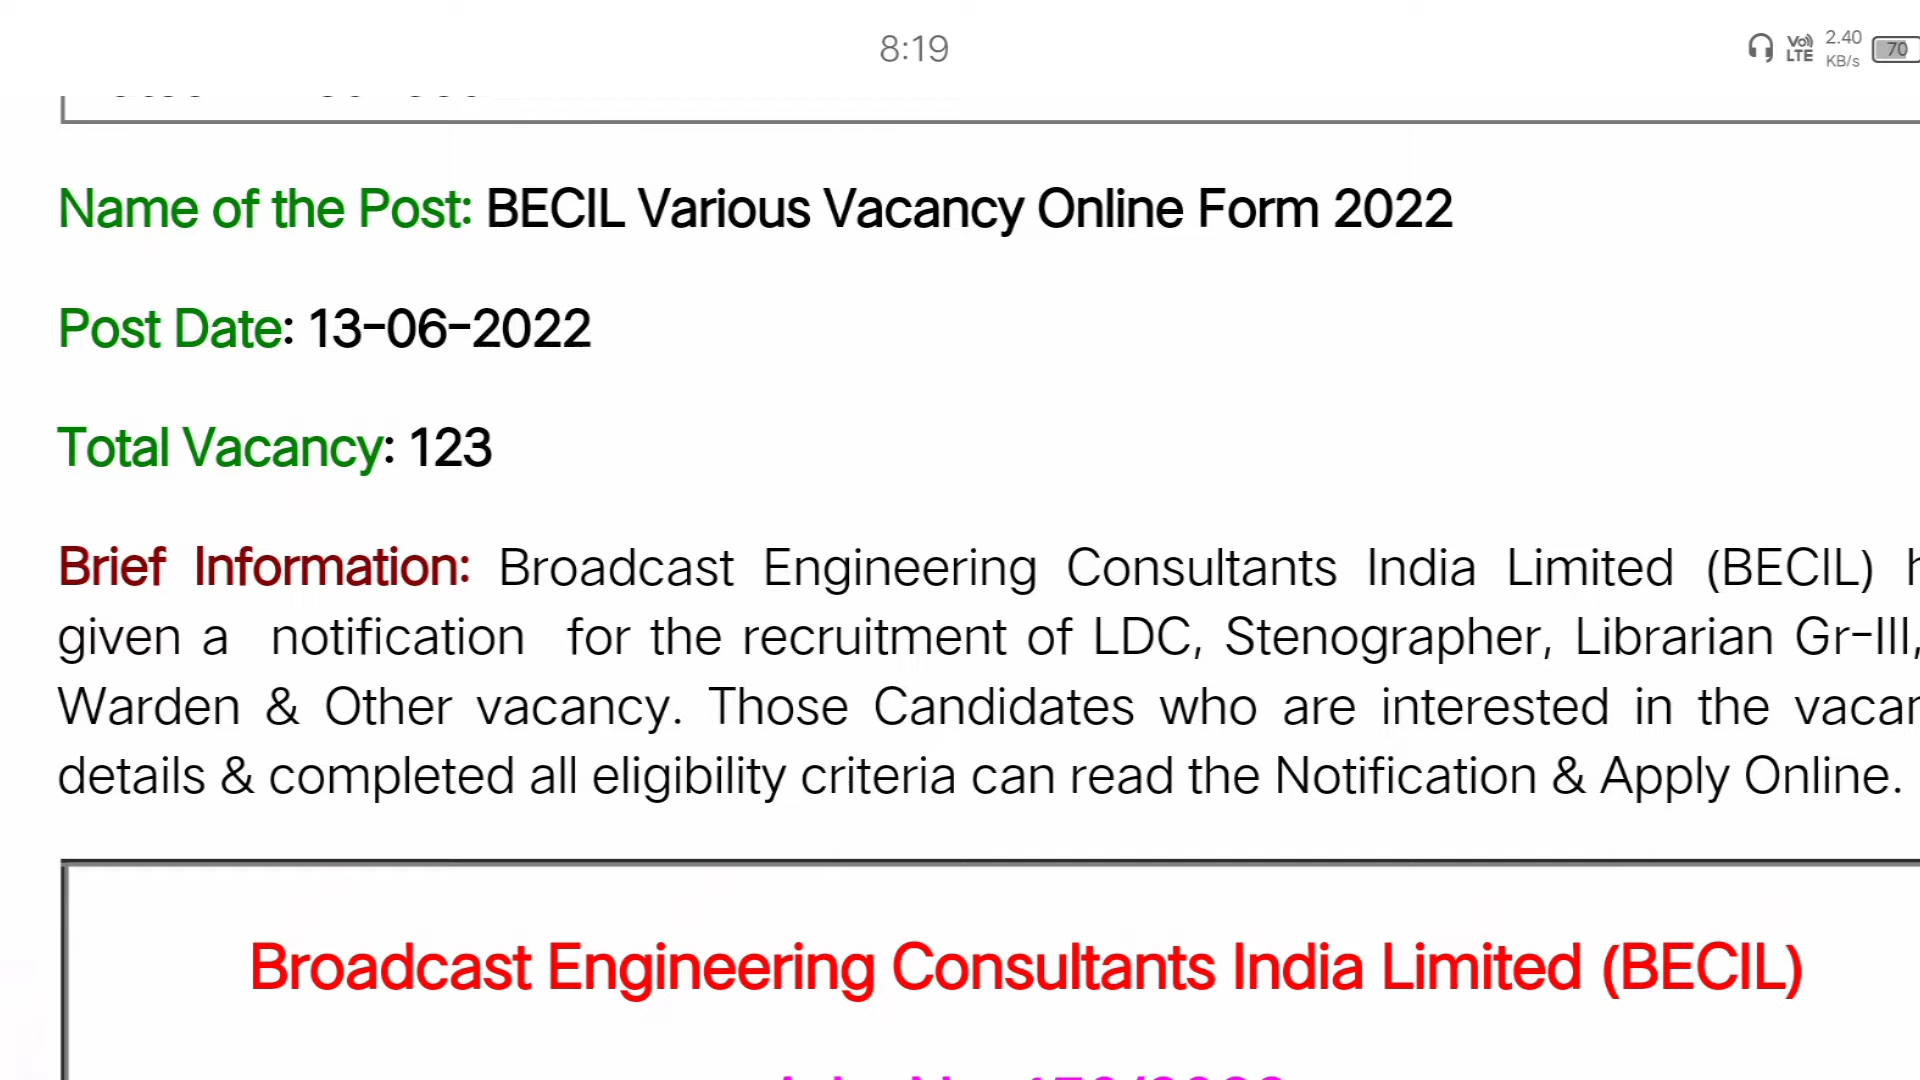 8:19
Vo))
LTE
2.40
KB/s
70
Name of the Post: BECIL Various Vacancy Online Form 2022
Post Date: 13-06-2022
Total Vacancy: 123
Brief Information: Broadcast Engineering Consultants India Limited (BECIL)
given a notification for the recruitment of LDC, Stenographer, Librarian Gr-III,
Warden & Other vacancy. Those Candidates who are interested in the
details & completed all eligibility criteria can read the Notification & Apply Online.
Broadcast Engineering Consultants India Limited (BECIL)